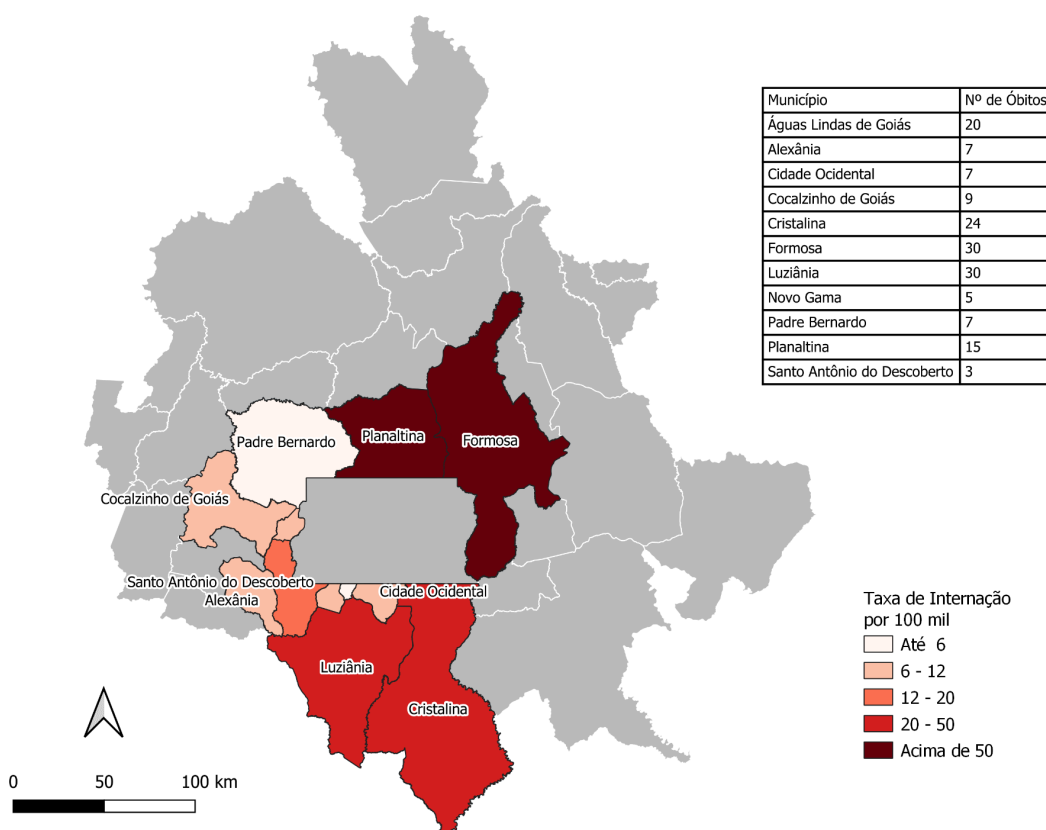 Município Nº de Óbitos
Águas Lindas de Goiás 20
Alexânia 7
Cidade Ocidental 7
Cocalzinho de Goiás 9
Cristalina 24
Formosa 30
Luziânia 30
Novo Gama 5
Padre Bernardo 7
Planaltina 15
Santo Antônio do Descoberto 3
Padre Bernardo
Planaltina
Formosa
Cocalzinho de Goiás
Santo Antônio do Descoberto
Alexânia
Cidade Ocidental
Luziânia
Cristalina
Taxa de Internação
por 100 mil
Até 6
6 - 12
12 - 20
20 - 50
Acima de 50
0 50 100 km